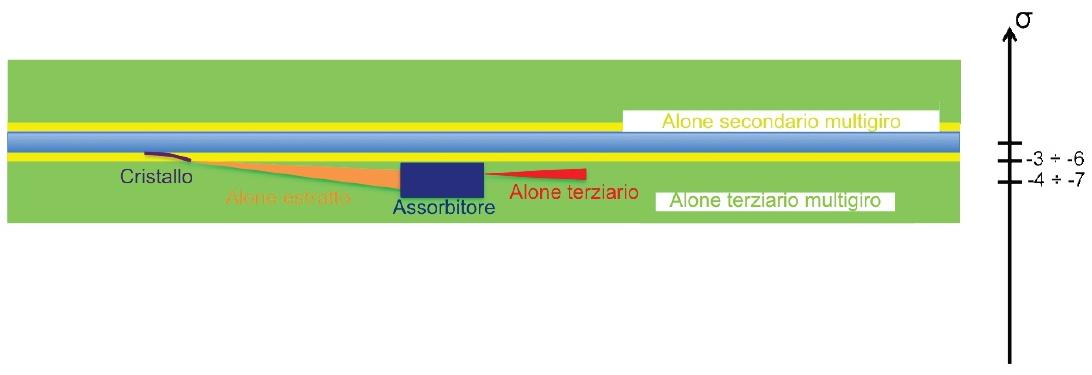 σ
Alone secondario multigiro
-3 ÷ -6
-4 ÷ -7
Cristallo
Alone estratto
Assorbitore
Alone terziario
Alone terziario multigiro